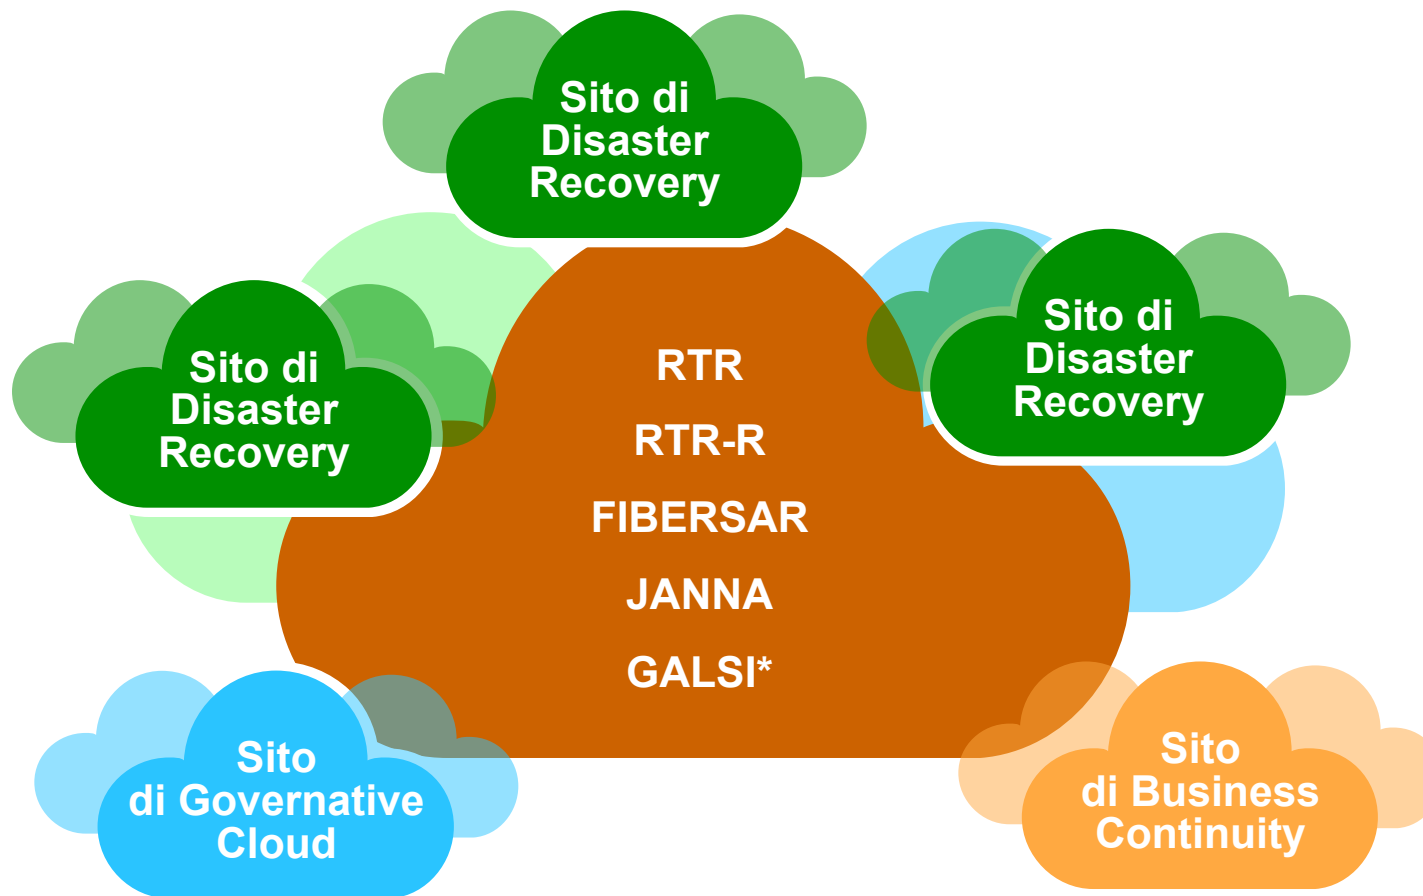 Sito di
Disaster
Recovery
Sito di
Disaster
Recovery
Sito di
Disaster
Recovery
RTR
RTR-R
FIBERSAR
JANNA
GALSI*
Sito
di Governative
Cloud
Sito
di Business
Continuity